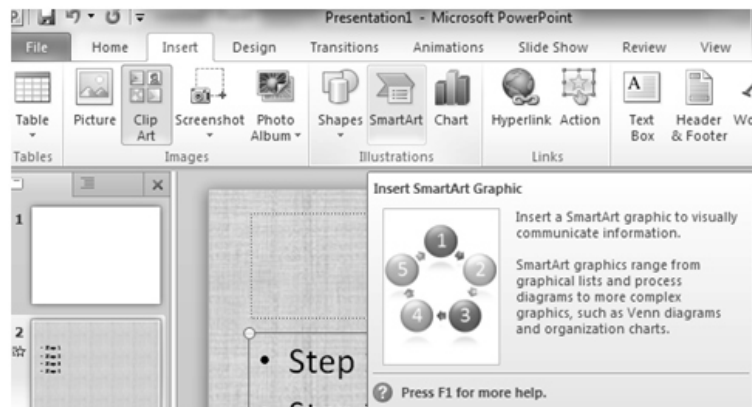 Presentation1 - Microsoft PowerPoint
File Home Insert Design Transitions Animations Slide Show Review View
Table Picture Clip Art Screenshot Photo Album Shapes SmartArt Chart Hyperlink Action Text Box Header & Footer
Tables Images Illustrations Links
Insert SmartArt Graphic
Insert a SmartArt graphic to visually
communicate information.
SmartArt graphics range from
graphical lists and process
diagrams to more complex
graphics, such as Venn diagrams
and organization charts.
1
2
3
4
5
Press F1 for more help.
1
2
• Step